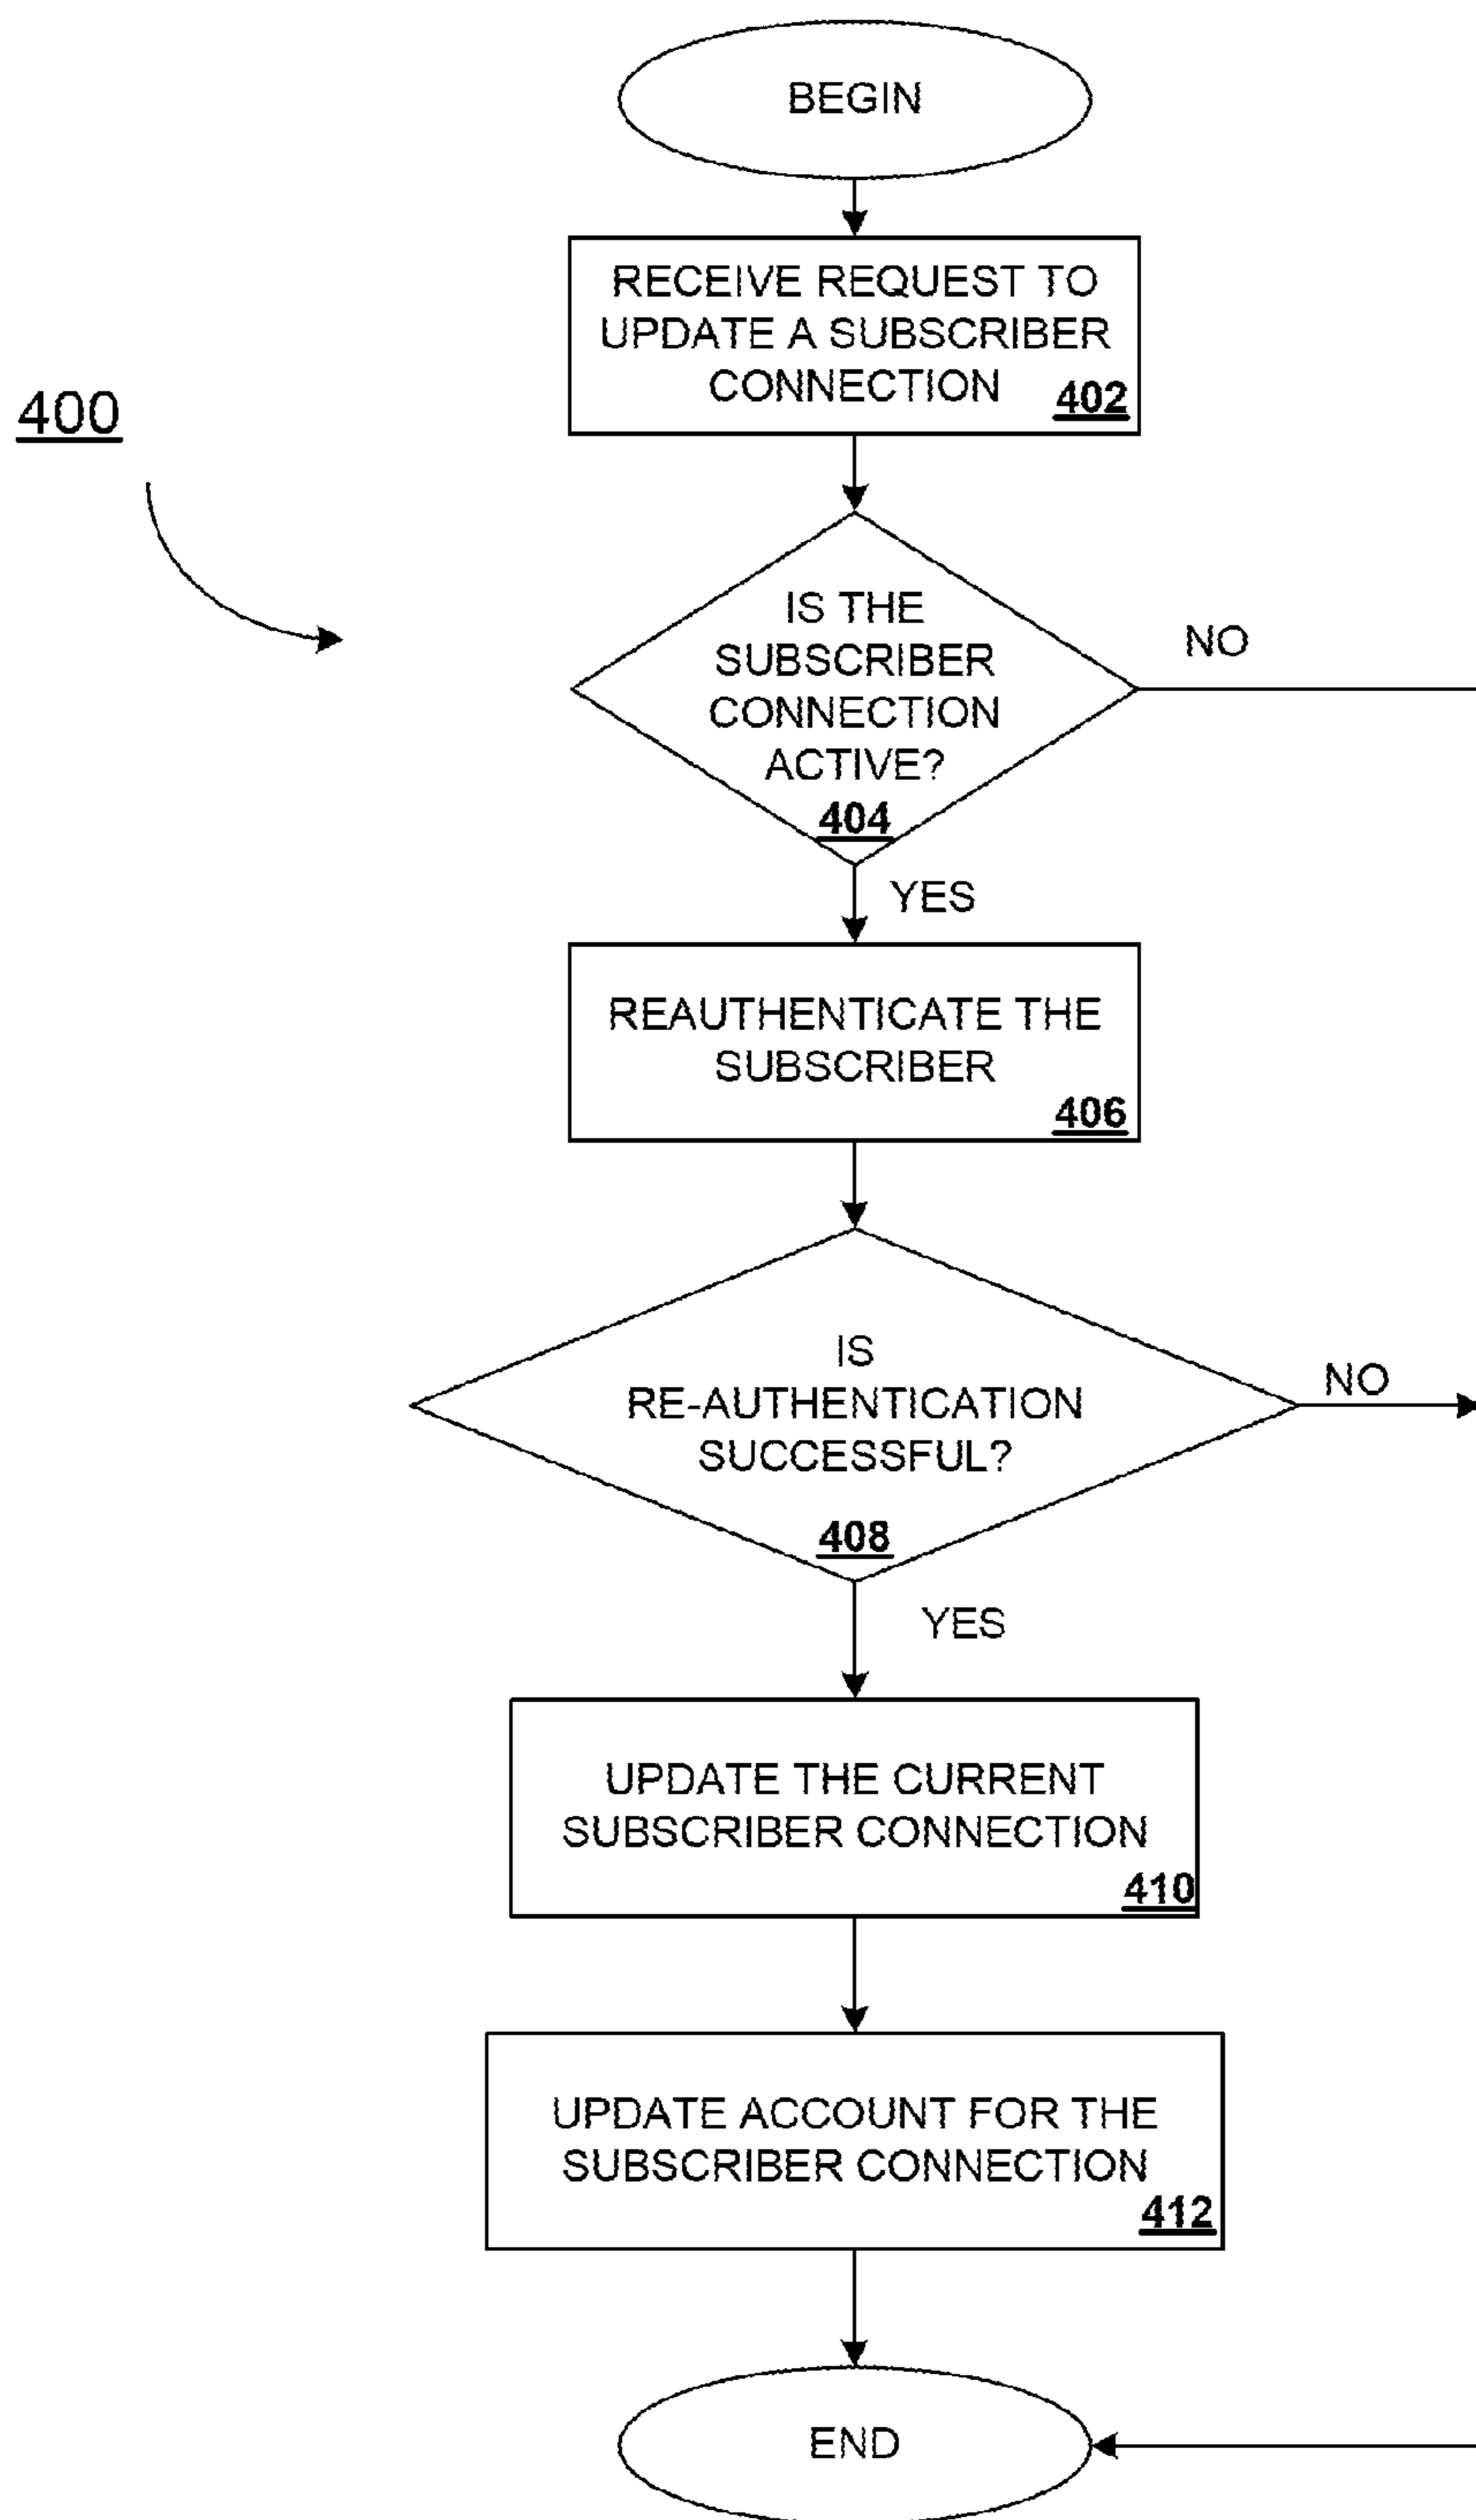 BEGIN
RECEIVE REQUEST TO
UPDATE A SUBSCRIBER
CONNECTION
402
400
IS THE
SUBSCRIBER
CONNECTION
ACTIVE?
404
NO
YES
REAUTHENTICATE THE
SUBSCRIBER
406
IS
RE-AUTHENTICATION
SUCCESSFUL?
408
NO
YES
UPDATE THE CURRENT
SUBSCRIBER CONNECTION
410
UPDATE ACCOUNT FOR THE
SUBSCRIBER CONNECTION
412
END